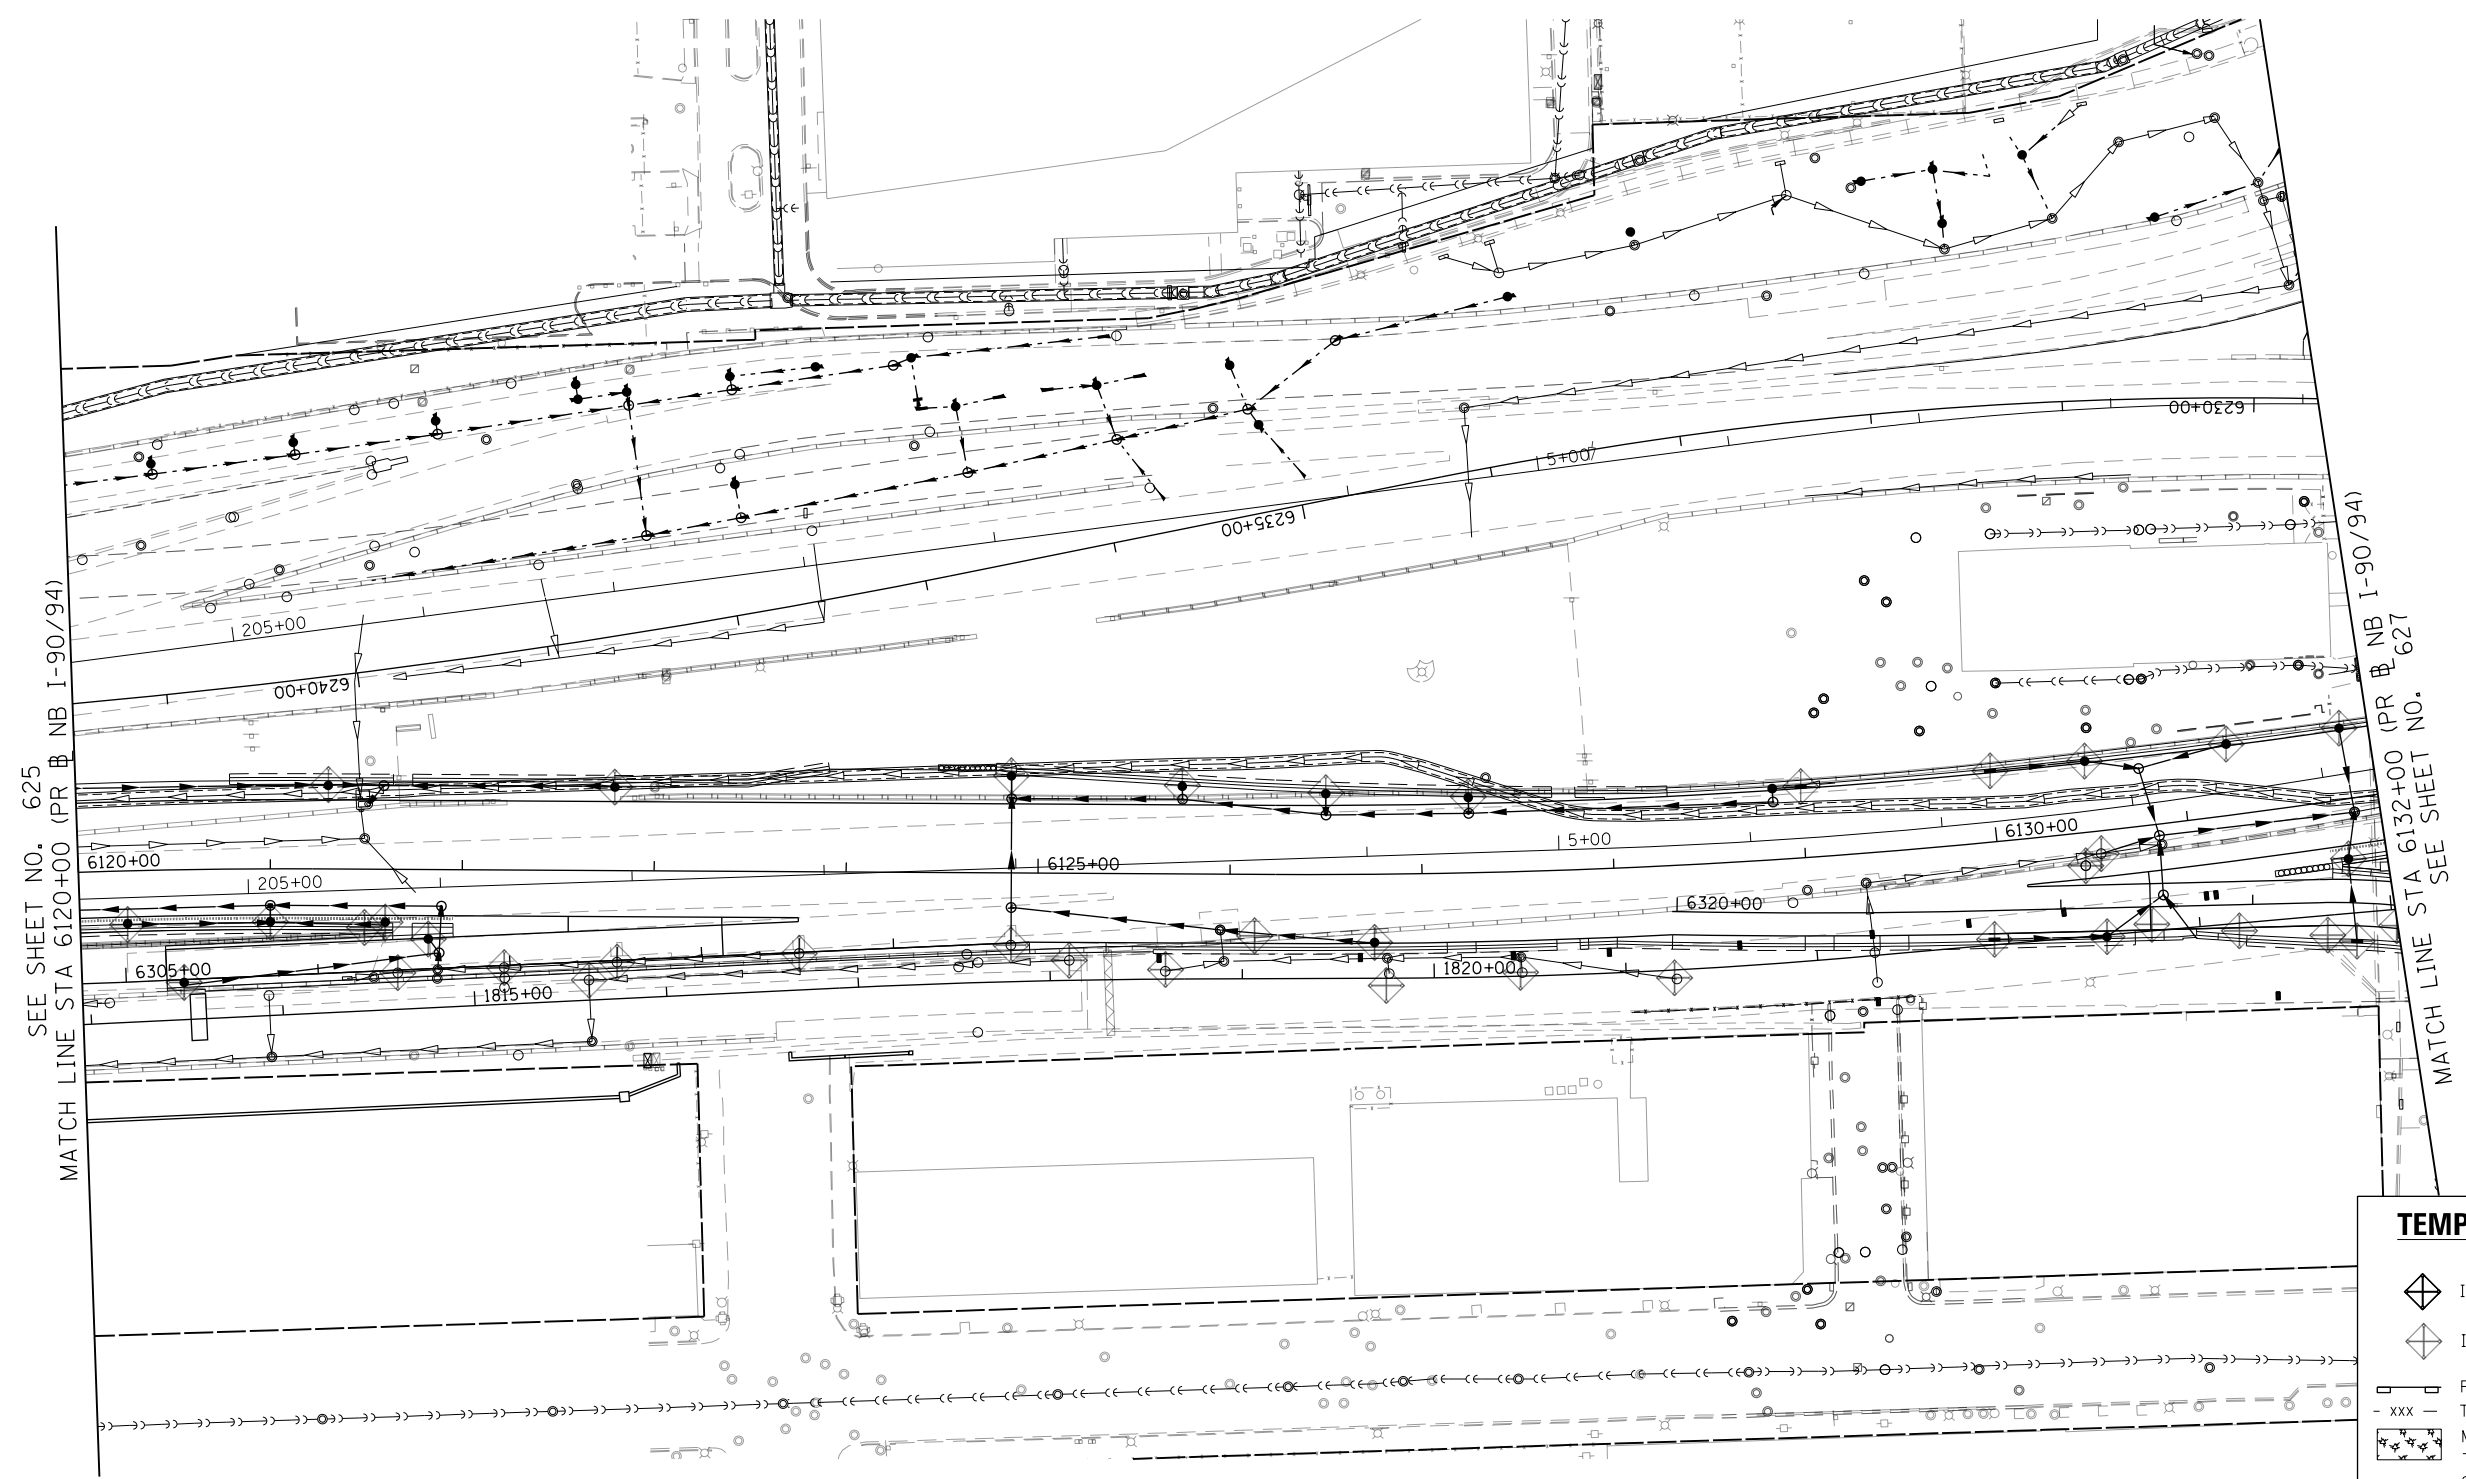 SEE SHEET NO. 625
MATCH LINE STA 6120+00 (PR B NB I-90/94)
6230+00
5+00
6235+00
205+00
6240+00
6120+00
205+00
6125+00
5+00
6130+00
6320+00
6305+00
1815+00
1820+00
MATCH LINE STA 6132+00 (PR B NB I-90/94)
SEE SHEET NO. 627
TEMP
I
I
XXX